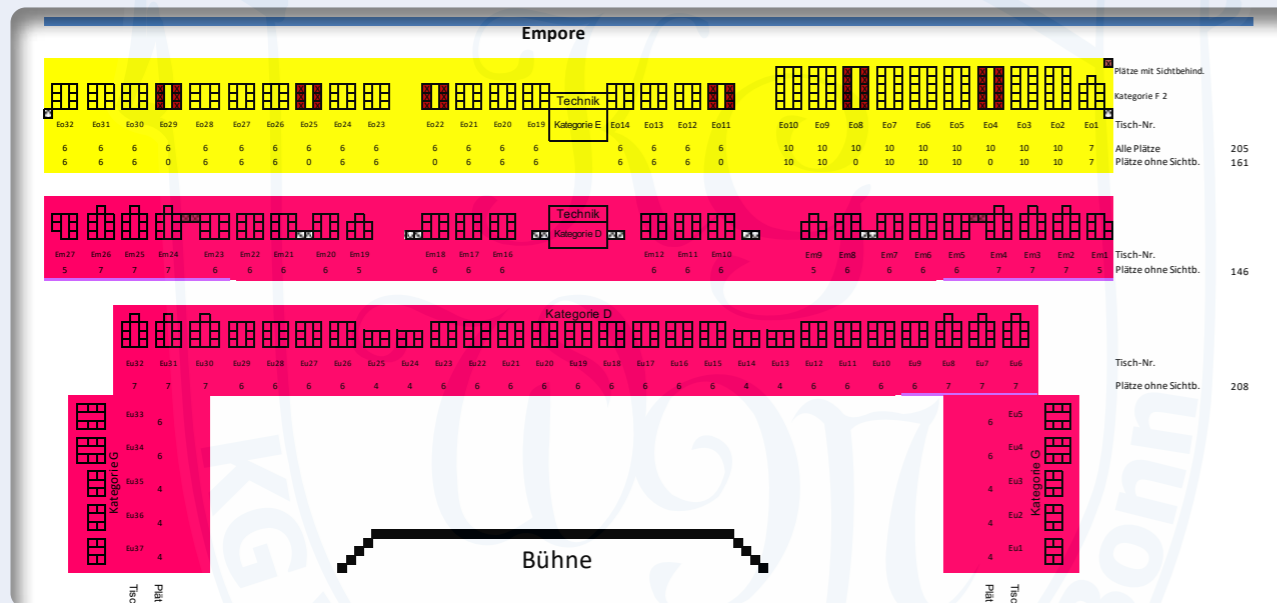 Empore
Plätze mit Sichtbehind.
Technik Kategorie F 2
Eo32 Eo31 Eo30 Eo29 Eo28 Eo27 Eo26 Eo25 Eo24 Eo23 Eo22 Eo21 Eo20 Eo19 Kategorie E Eo14 Eo13 Eo12 Eo11 Eo10 Eo9 Eo8 Eo7 Eo6 Eo5 Eo4 Eo3 Eo2 Eo1 Tisch-Nr.
6 6 6 6 6 6 6 6 6 6 6 6 6 6 6 6 6 6 10 10 10 10 10 10 10 10 10 7 Alle Plätze 205
6 6 6 0 6 6 6 0 6 6 0 6 6 6 6 6 6 0 10 10 0 10 10 10 0 10 10 7 Plätze ohne Sichtb. 161
Technik
Kategorie D
Em27 Em26 Em25 Em24 Em23 Em22 Em21 Em20 Em19 Em18 Em17 Em16 Em12 Em11 Em10 Em9 Em8 Em7 Em6 Em5 Em4 Em3 Em2 Em1 Tisch-Nr.
5 7 7 7 6 6 6 6 5 6 6 6 6 6 6 5 6 6 6 6 7 7 7 5 Plätze ohne Sichtb. 146
Kategorie D
Eu32 Eu31 Eu30 Eu29 Eu28 Eu27 Eu26 Eu25 Eu24 Eu23 Eu22 Eu21 Eu20 Eu19 Eu18 Eu17 Eu16 Eu15 Eu14 Eu13 Eu12 Eu11 Eu10 Eu9 Eu8 Eu7 Eu6 Tisch-Nr.
7 7 7 6 6 6 6 4 4 6 6 6 6 6 6 6 6 6 4 4 6 6 6 6 7 7 7 Plätze ohne Sichtb. 208
Eu33 6 6 Eu5
Eu34 6 6 Eu4
Kategorie G Kategorie G
Eu35 4 4 Eu3
Eu36 4 4 Eu2
Eu37 4 4 Eu1
Bühne
Tisc Plät Plät Tisc
KG
Bonn